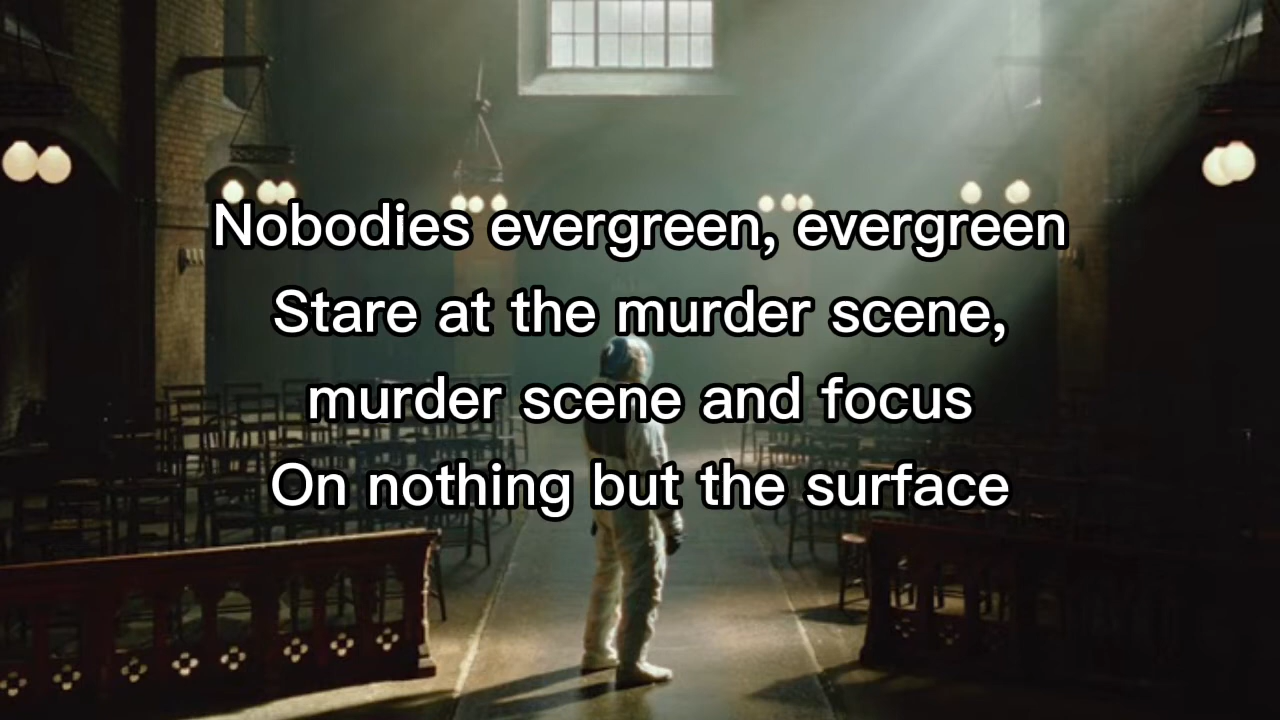 Nobodies evergreen, evergreen
Stare at the murder scene,
murder scene and focus
On nothing but the surface